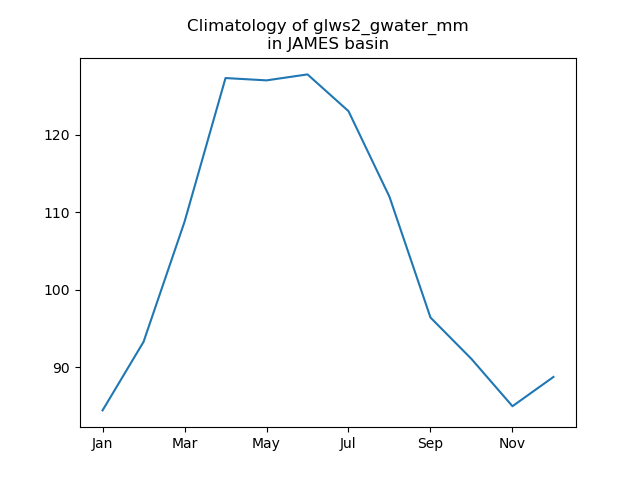 Climatology of glws2_gwater_mm
in JAMES basin
120
110
100
90
Jan
Mar
May
Jul
Sep
Nov